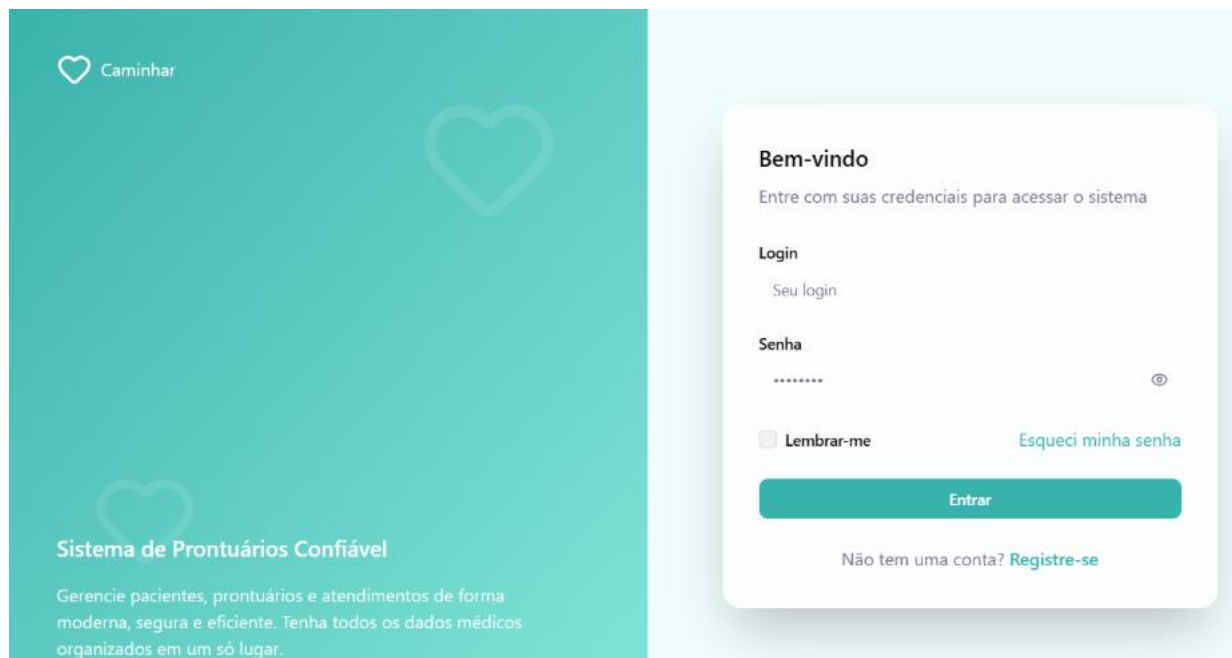 Caminhar
Sistema de Prontuários Confiável
Gerencie pacientes, prontuários e atendimentos de forma
moderna, segura e eficiente. Tenha todos os dados médicos
organizados em um só lugar.
Bem-vindo
Entre com suas credenciais para acessar o sistema
Login
Seu login
Senha
••••••••
Lembrar-me
Esqueci minha senha
Entrar
Não tem uma conta? Registre-se